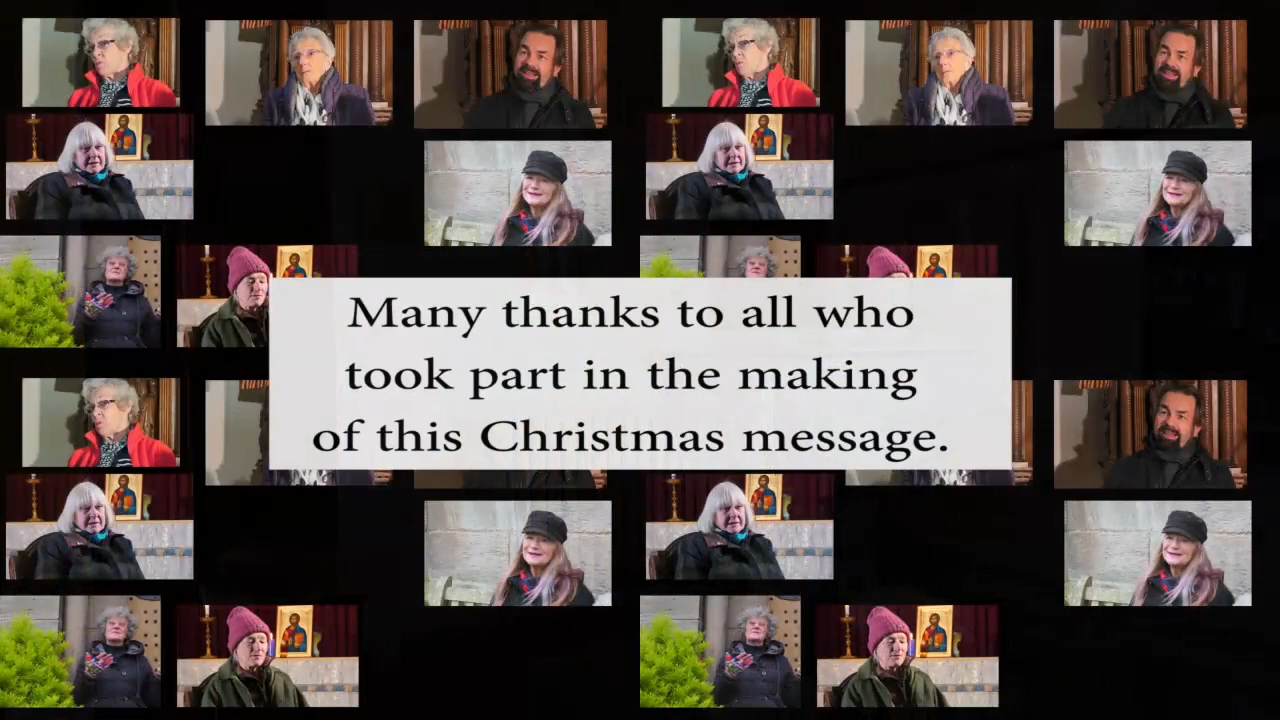 Many thanks to all who
took part in the making
of this Christmas message.